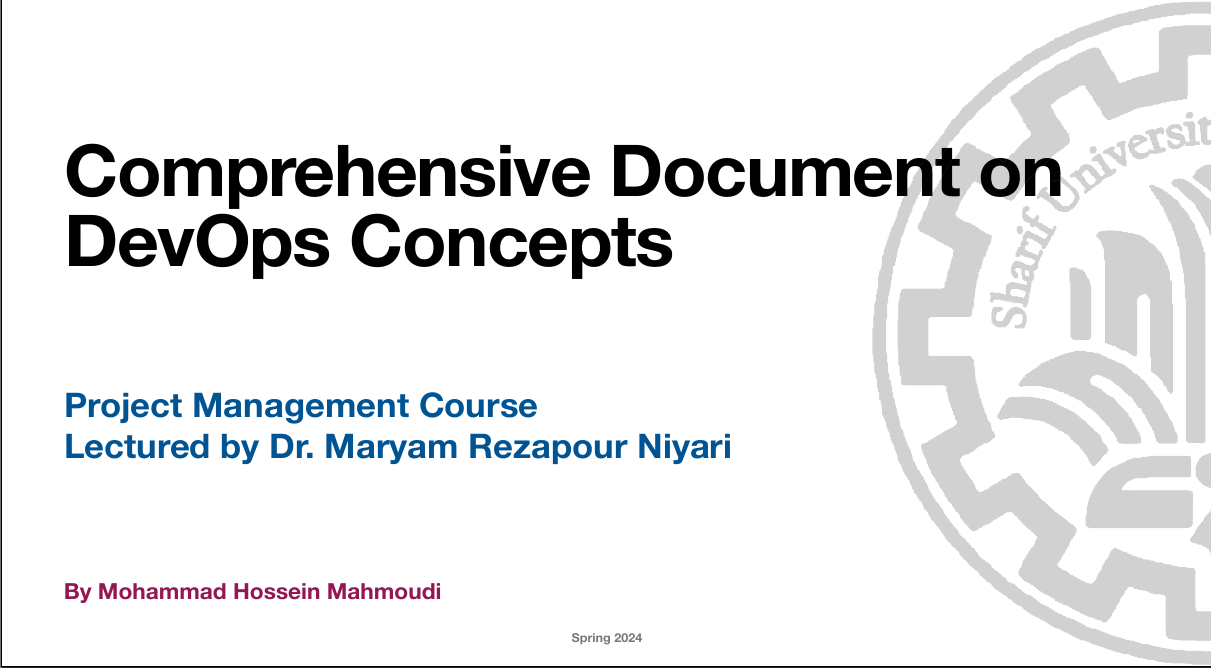 Comprehensive Document on
DevOps Concepts
Sharif Universit
Project Management Course
Lectured by Dr. Maryam Rezapour Niyari
By Mohammad Hossein Mahmoudi
Spring 2024